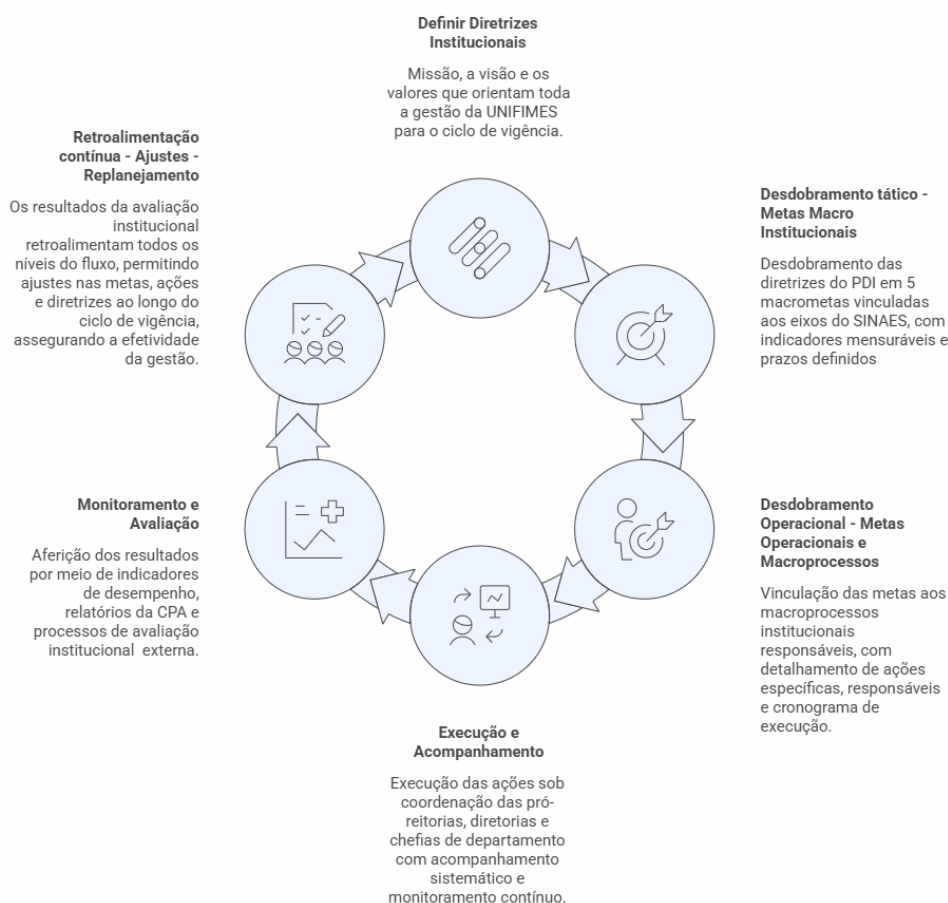 Definir Diretrizes
Institucionais
Missão, a visão e os
valores que orientam toda
a gestão da UNIFIMES
para o ciclo de vigência.
Desdobramento tático -
Metas Macro
Institucionais
Desdobramento das
diretrizes do PDI em 5
macrometas vinculadas
aos eixos do SINAES, com
indicadores mensuráveis e
prazos definidos
Desdobramento
Operacional - Metas
Operacionais e
Macroprocessos
Vinculação das metas aos
macroprocessos
institucionais
responsáveis, com
detalhamento de ações
específicas, responsáveis
e cronograma de
execução.
Execução e
Acompanhamento
Execução das ações sob
coordenação das pró-
reitorias, diretorias e
chefias de departamento
com acompanhamento
sistemático e
monitoramento contínuo.
Monitoramento e
Avaliação
Aferição dos resultados
por meio de indicadores
de desempenho,
relatórios da CPA e
processos de avaliação
institucional externa.
Retroalimentação
contínua - Ajustes -
Replanejamento
Os resultados da avaliação
institucional
retroalimentam todos os
níveis do fluxo, permitindo
ajustes nas metas, ações
e diretrizes ao longo do
ciclo de vigência,
assegurando a efetividade
da gestão.